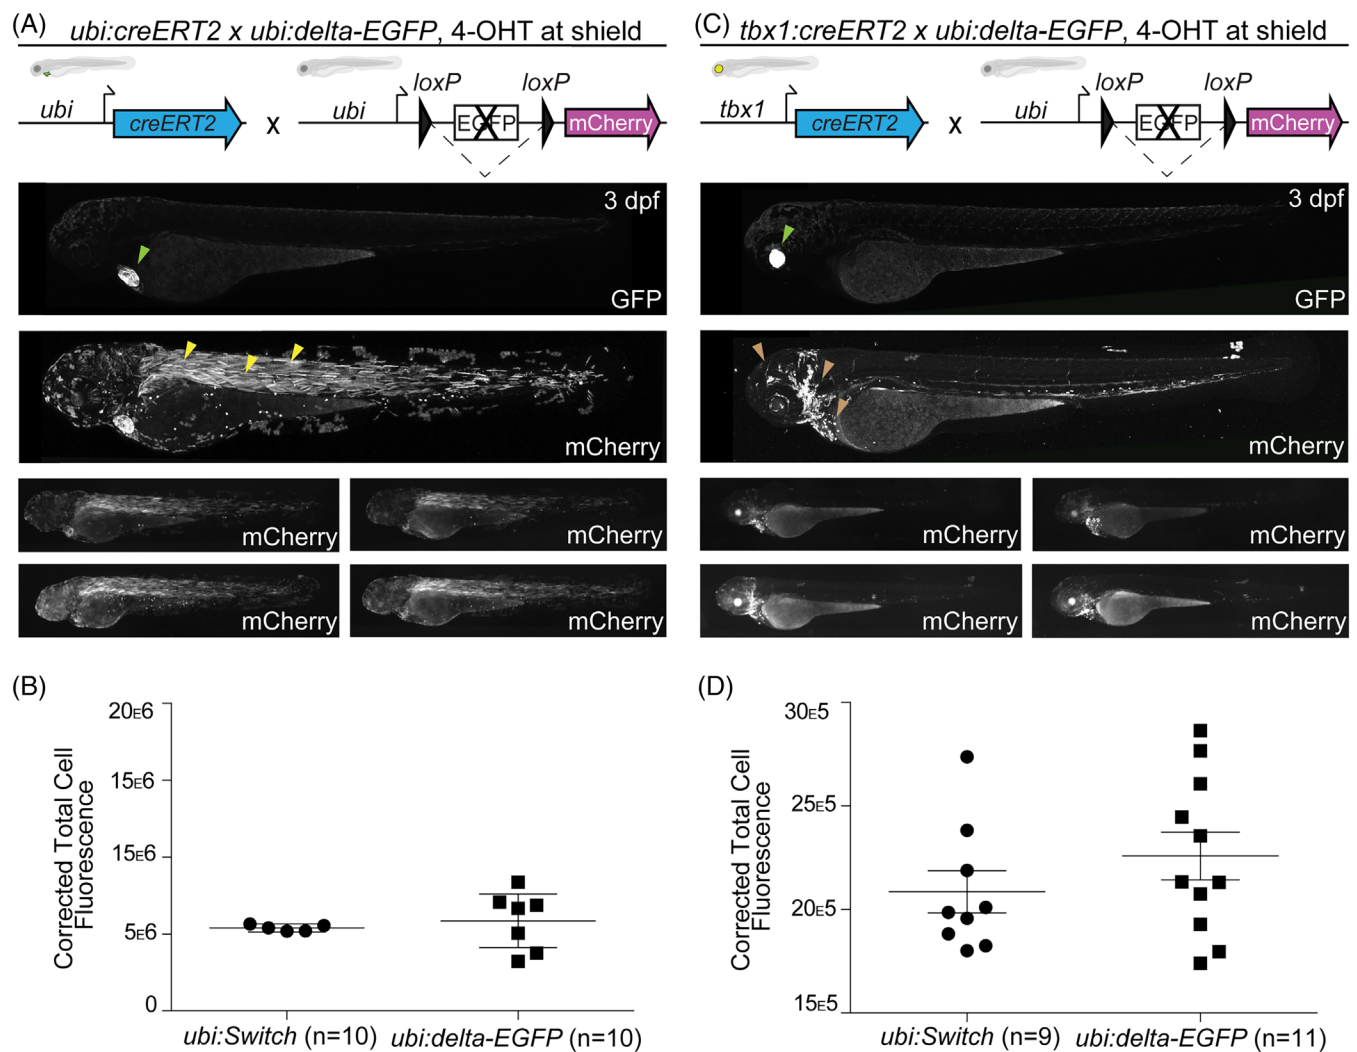 (A) ubi:creERT2 x ubi:delta-EGFP, 4-OHT at shield
ubi
creERT2
x
ubi
loxP
EGFP
loxP
mCherry
3 dpf
GFP
mCherry
mCherry
mCherry
mCherry
mCherry
(C) tbx1:creERT2 x ubi:delta-EGFP, 4-OHT at shield
tbx1
creERT2
x
ubi
loxP
EGFP
loxP
mCherry
3 dpf
GFP
mCherry
mCherry
mCherry
mCherry
mCherry
(B)
Corrected Total Cell
Fluorescence
20E6
15E6
15E6
5E6
0
ubi:Switch (n=10)
ubi:delta-EGFP (n=10)
(D)
Corrected Total Cell
Fluorescence
30E5
25E5
20E5
15E5
ubi:Switch (n=9)
ubi:delta-EGFP (n=11)